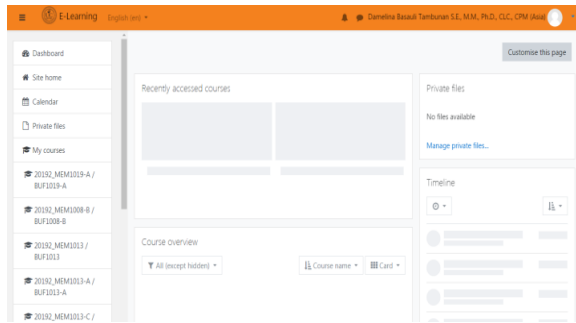 E-Learning English (en)
Damelina Basauli Tambunan S.E., M.M., Ph.D., CLC, CPM (Asia)
Customise this page
Dashboard
Site home
Calendar
Private files
My courses
20192_MEM1019-A /
BUF1019-A
20192_MEM1008-B /
BUF1008-B
20192_MEM1013 /
BUF1013
20192_MEM1013-A /
BUF1013-A
20192_MEM1013-C /
Recently accessed courses
Course overview
All (except hidden)
Course name
Card
Private files
No files available
Manage private files...
Timeline